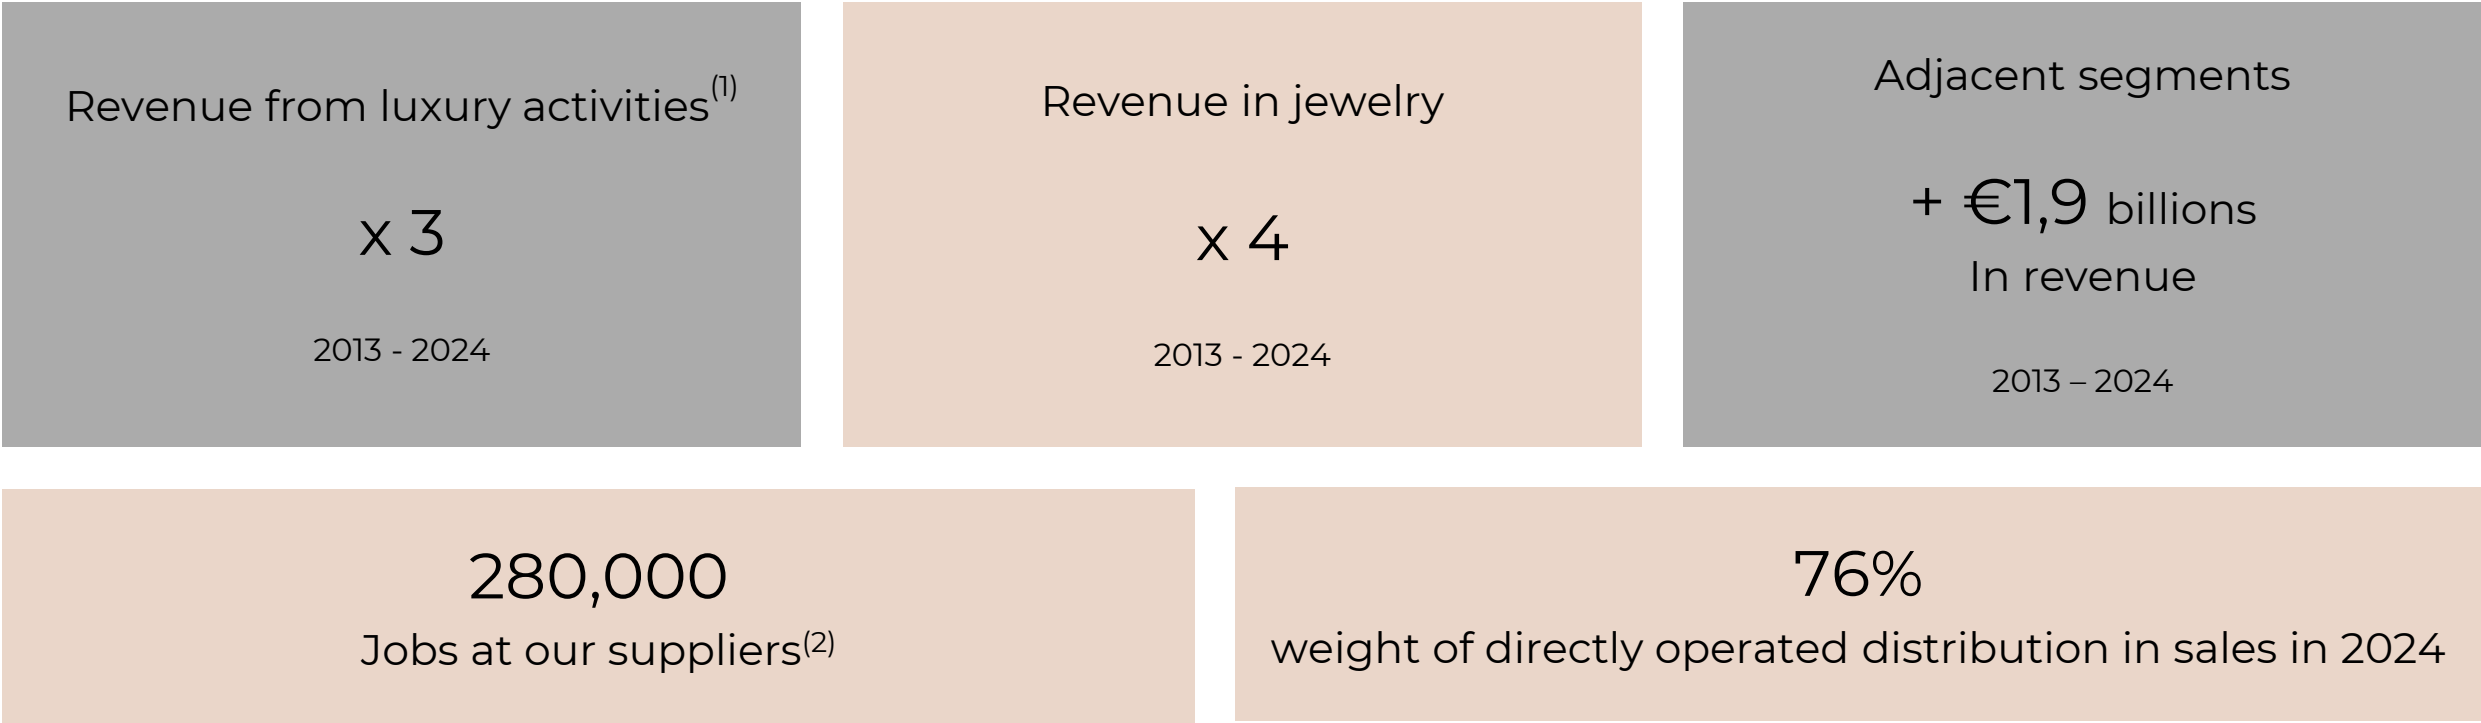 Revenue from luxury activities(1)
x 3
2013 - 2024
Revenue in jewelry
x 4
2013 - 2024
Adjacent segments
+ €1,9 billions
In revenue
2013 – 2024
280,000
Jobs at our suppliers(2)
76%
weight of directly operated distribution in sales in 2024